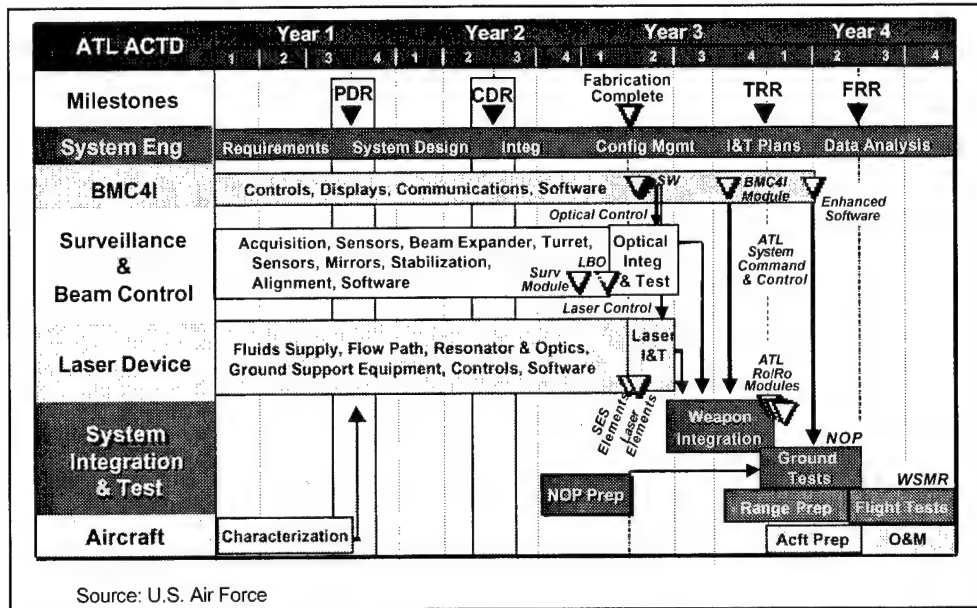 ATL ACTD
Year 1
Year 2
Year 3
Year 4
1 2 3 4 1 2 3 4 1 2 3 4 1 2 3 4
Milestones
PDR
CDR
Fabrication
Complete
TRR
FRR
System Eng
Requirements
System Design
Integ
Config Mgmt
I&T Plans
Data Analysis
BMC4I
Controls, Displays, Communications, Software
SW
BMC4I
Module
Enhanced
Software
Optical Control
Surveillance
&
Beam Control
Acquisition, Sensors, Beam Expander, Turret,
Sensors, Mirrors, Stabilization,
Alignment, Software
Surv
Module
LBO
Optical
Integ
& Test
ATL
System
Command
& Control
Laser Control
Laser Device
Fluids Supply, Flow Path, Resonator & Optics,
Ground Support Equipment, Controls, Software
Laser
I&T
SES
Elements
Laser
Elements
ATL
Ro/Ro
Modules
System
Integration
& Test
Weapon
Integration
NOP
Ground
Tests
NOP Prep
WSMR
Range Prep
Flight Tests
Aircraft
Characterization
Acft Prep
O&M
Source: U.S. Air Force